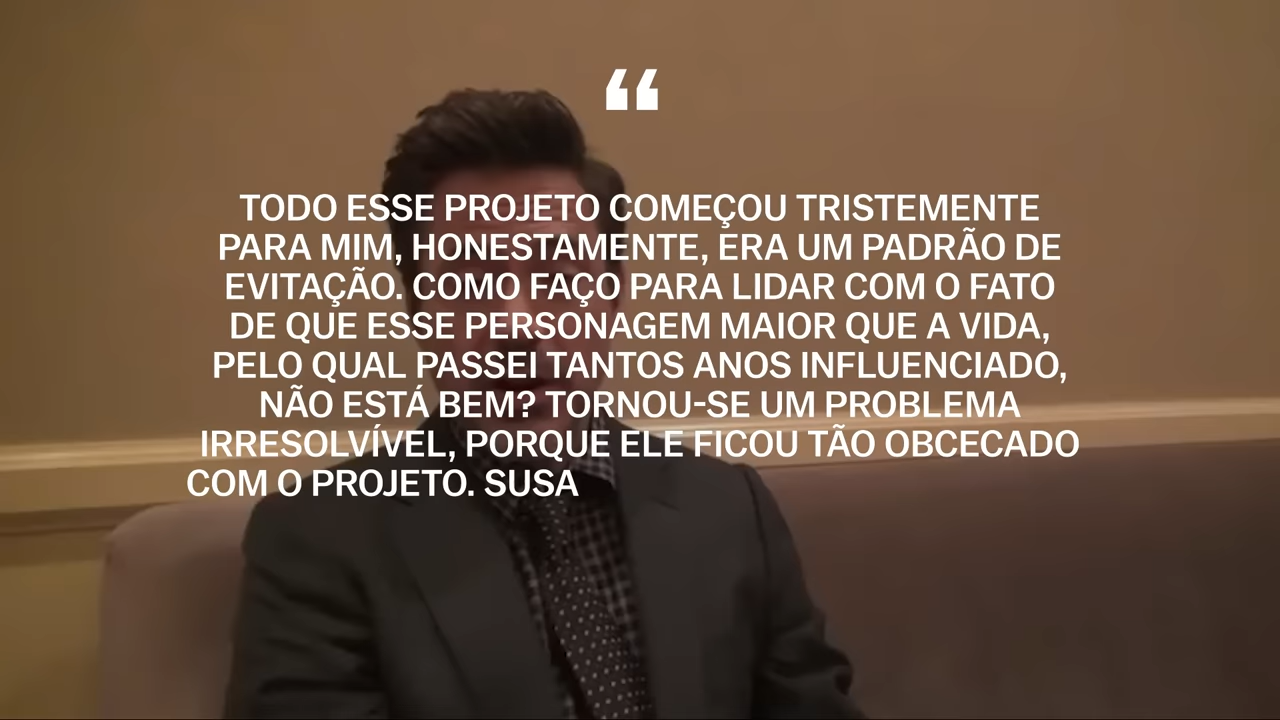 “
TODO ESSE PROJETO COMEÇOU TRISTEMENTE
PARA MIM, HONESTAMENTE, ERA UM PADRÃO DE
EVITAÇÃO. COMO FAÇO PARA LIDAR COM O FATO
DE QUE ESSE PERSONAGEM MAIOR QUE A VIDA,
PELO QUAL PASSEI TANTOS ANOS INFLUENCIADO,
NÃO ESTÁ BEM? TORNOU-SE UM PROBLEMA
IRRESOLVÍVEL, PORQUE ELE FICOU TÃO OBCECADO
COM O PROJETO. SUSA